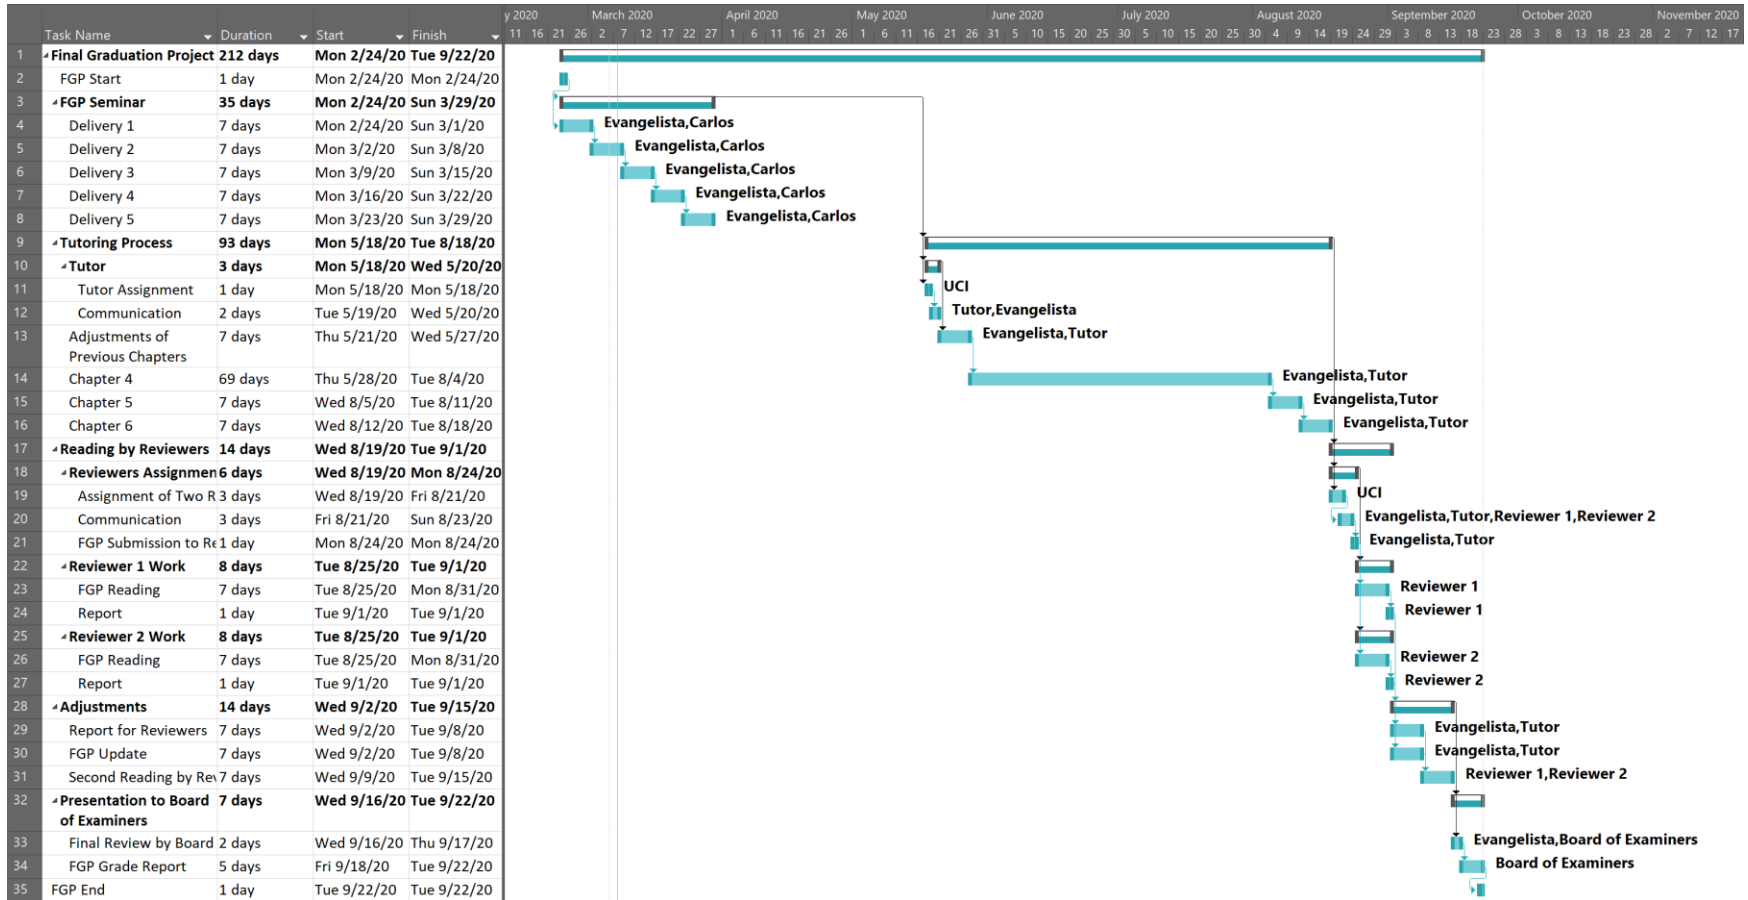 y 2020 March 2020 April 2020 May 2020 June 2020 July 2020 August 2020 September 2020 October 2020 November 2020
Task Name Duration Start Finish 11 16 21 26 2 7 12 17 22 27 1 6 11 16 21 26 1 6 11 16 21 26 31 5 10 15 20 25 30 5 10 15 20 25 30 4 9 14 19 24 29 3 8 13 18 23 28 3 8 13 18 23 28 2 7 12 17
1 Final Graduation Project 212 days Mon 2/24/20 Tue 9/22/20
2 FGP Start 1 day Mon 2/24/20 Mon 2/24/20
3 FGP Seminar 35 days Mon 2/24/20 Sun 3/29/20
4 Delivery 1 7 days Mon 2/24/20 Sun 3/1/20 Evangelista,Carlos
5 Delivery 2 7 days Mon 3/2/20 Sun 3/8/20 Evangelista,Carlos
6 Delivery 3 7 days Mon 3/9/20 Sun 3/15/20 Evangelista,Carlos
7 Delivery 4 7 days Mon 3/16/20 Sun 3/22/20 Evangelista,Carlos
8 Delivery 5 7 days Mon 3/23/20 Sun 3/29/20 Evangelista,Carlos
9 Tutoring Process 93 days Mon 5/18/20 Tue 8/18/20
10 Tutor 3 days Mon 5/18/20 Wed 5/20/20
11 Tutor Assignment 1 day Mon 5/18/20 Mon 5/18/20 UCI
12 Communication 2 days Tue 5/19/20 Wed 5/20/20 Tutor,Evangelista
13 Adjustments of 7 days Thu 5/21/20 Wed 5/27/20 Evangelista,Tutor
Previous Chapters
14 Chapter 4 69 days Thu 5/28/20 Tue 8/4/20 Evangelista,Tutor
15 Chapter 5 7 days Wed 8/5/20 Tue 8/11/20 Evangelista,Tutor
16 Chapter 6 7 days Wed 8/12/20 Tue 8/18/20 Evangelista,Tutor
17 Reading by Reviewers 14 days Wed 8/19/20 Tue 9/1/20
18 Reviewers Assignmen 6 days Wed 8/19/20 Mon 8/24/20
19 Assignment of Two R 3 days Wed 8/19/20 Fri 8/21/20 UCI
20 Communication 3 days Fri 8/21/20 Sun 8/23/20 Evangelista,Tutor,Reviewer 1,Reviewer 2
21 FGP Submission to Re 1 day Mon 8/24/20 Mon 8/24/20 Evangelista,Tutor
22 Reviewer 1 Work 8 days Tue 8/25/20 Tue 9/1/20
23 FGP Reading 7 days Tue 8/25/20 Mon 8/31/20 Reviewer 1
24 Report 1 day Tue 9/1/20 Tue 9/1/20 Reviewer 1
25 Reviewer 2 Work 8 days Tue 8/25/20 Tue 9/1/20
26 FGP Reading 7 days Tue 8/25/20 Mon 8/31/20 Reviewer 2
27 Report 1 day Tue 9/1/20 Tue 9/1/20 Reviewer 2
28 Adjustments 14 days Wed 9/2/20 Tue 9/15/20
29 Report for Reviewers 7 days Wed 9/2/20 Tue 9/8/20 Evangelista,Tutor
30 FGP Update 7 days Wed 9/2/20 Tue 9/8/20 Evangelista,Tutor
31 Second Reading by Rev 7 days Wed 9/9/20 Tue 9/15/20 Reviewer 1,Reviewer 2
32 Presentation to Board 7 days Wed 9/16/20 Tue 9/22/20
of Examiners
33 Final Review by Board 2 days Wed 9/16/20 Thu 9/17/20 Evangelista,Board of Examiners
34 FGP Grade Report 5 days Fri 9/18/20 Tue 9/22/20 Board of Examiners
35 FGP End 1 day Tue 9/22/20 Tue 9/22/20